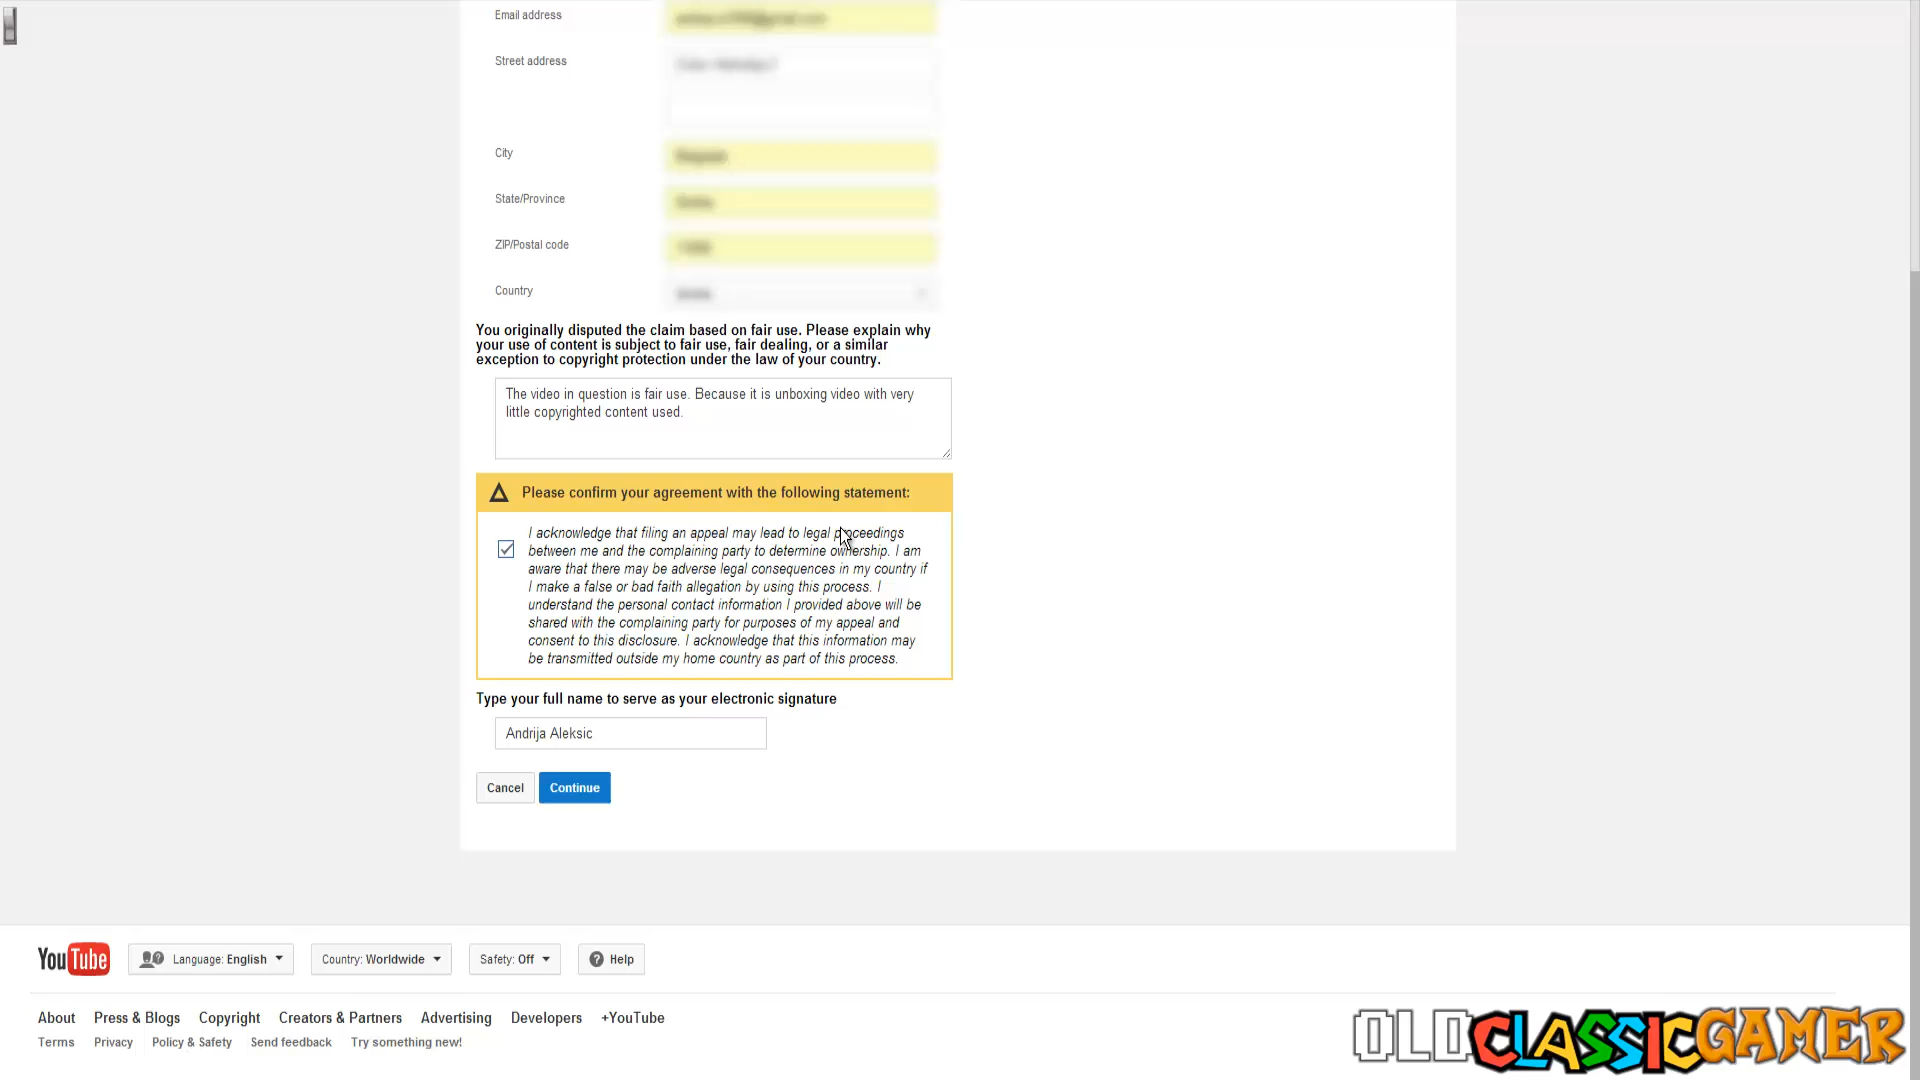 Email address
Street address
City
State/Province
ZIP/Postal code
Country
You originally disputed the claim based on fair use. Please explain why
your use of content is subject to fair use, fair dealing, or a similar
exception to copyright protection under the law of your country.
The video in question is fair use. Because it is unboxing video with very
little copyrighted content used.
Please confirm your agreement with the following statement:
I acknowledge that filing an appeal may lead to legal proceedings
between me and the complaining party to determine ownership. I am
aware that there may be adverse legal consequences in my country if
I make a false or bad faith allegation by using this process. I
understand the personal contact information I provided above will be
shared with the complaining party for purposes of my appeal and
consent to this disclosure. I acknowledge that this information may
be transmitted outside my home country as part of this process.
Type your full name to serve as your electronic signature
Andrija Aleksic
Cancel Continue
YouTube Language: English Country: Worldwide Safety: Off Help
About Press & Blogs Copyright Creators & Partners Advertising Developers +YouTube
Terms Privacy Policy & Safety Send feedback Try something new!
OLDCLASSICGAMER